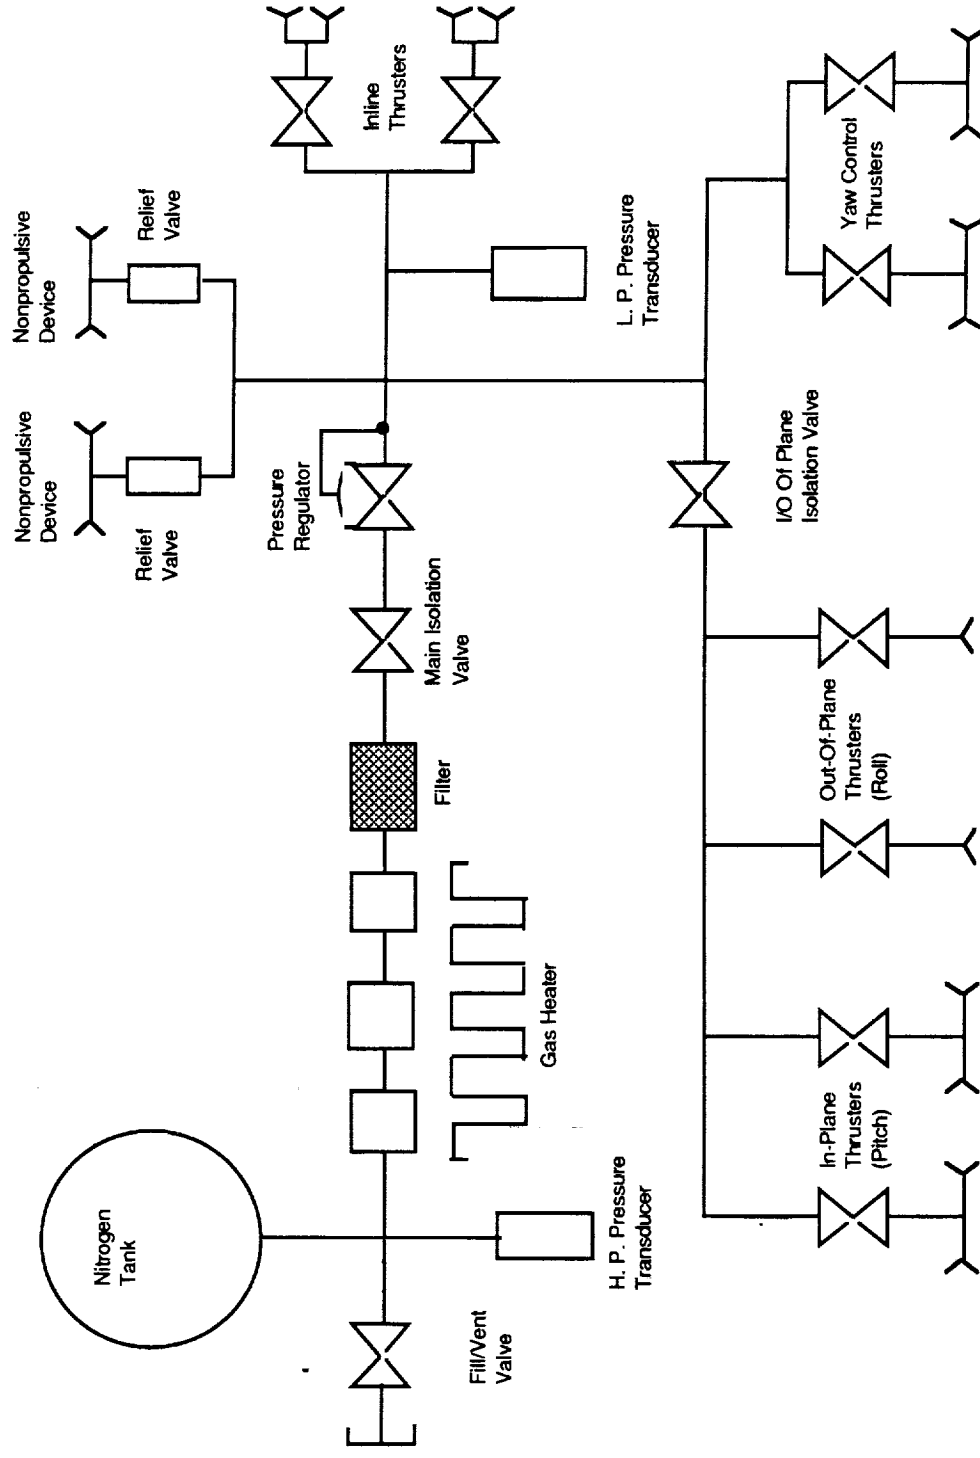 Nonpropulsive
Device
Nonpropulsive
Device
Relief
Valve
Relief
Valve
Inline
Thrusters
Pressure
Regulator
Nitrogen
Tank
Main Isolation
Valve
Filter
Gas Heater
L. P. Pressure
Transducer
H. P. Pressure
Transducer
Fill/Vent
Valve
I/O Of Plane
Isolation Valve
Yaw Control
Thrusters
Out-Of-Plane
Thrusters
(Roll)
In-Plane
Thrusters
(Pitch)